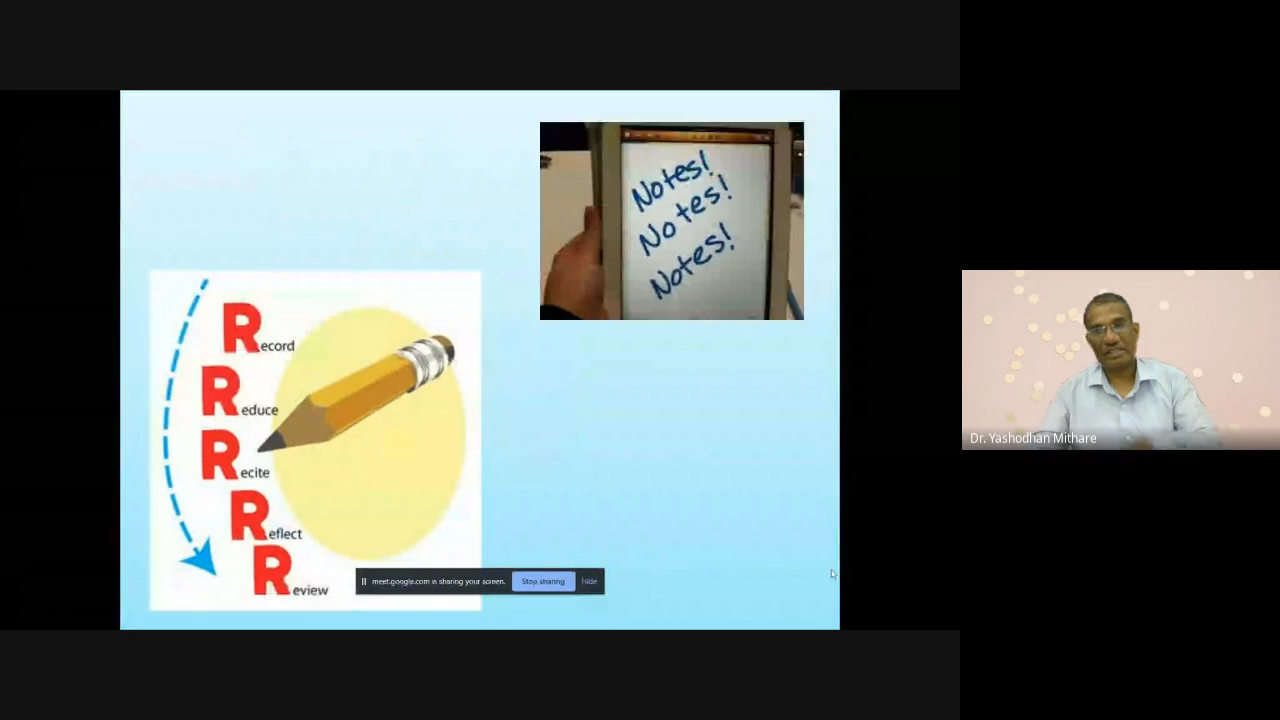 Notes!
Notes!
Notes!
Record
Reduce
Recite
Reflect
Review
meet.google.com is sharing your screen. Stop sharing Hide
Dr. Yashodhan Mithare